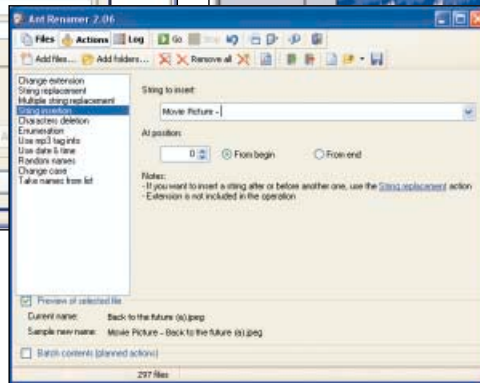 Ant Renamer 2.06
Files Actions Log Go
Add files... Add folders... Remove all
Change extension
String replacement
Multiple string replacement
String insertion
Characters deletion
Enumeration
Use mp3 tag info
Use date & time
Random names
Change case
Take names from list
String to insert:
Movie Picture -
At position:
0 From begin From end
Notes:
- If you want to insert a string after or before another one, use the String replacement action
- Extension is not included in the operation
Preview of selected file
Current name: Back to the future (s).jpeg
Sample new name: Movie Picture - Back to the future (s).jpeg
Batch contents (planned actions)
297 files